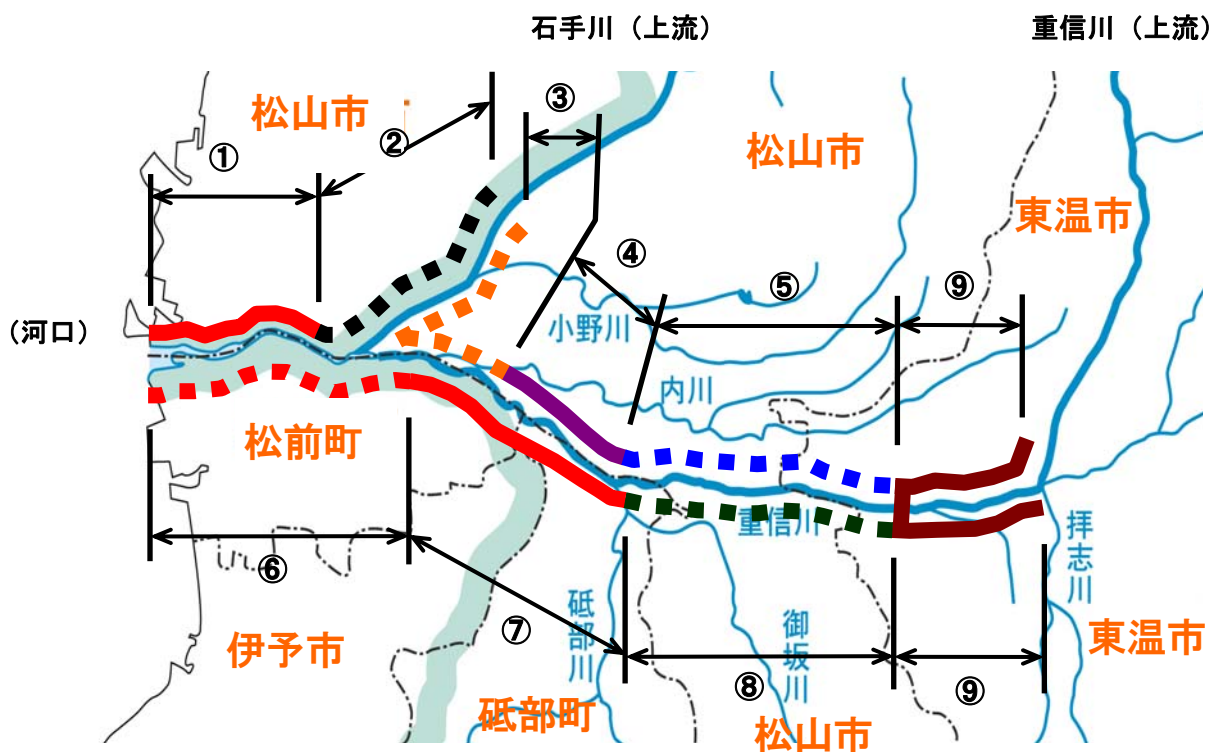 石手川（上流）
重信川（上流）
松山市
①
②
③
松山市
東温市
④
⑤
⑨
（河口）
小野川
内川
松前町
重信川
⑥
拝志川
砥部川
御坂川
⑦
伊予市
東温市
⑧
⑨
砥部町
松山市